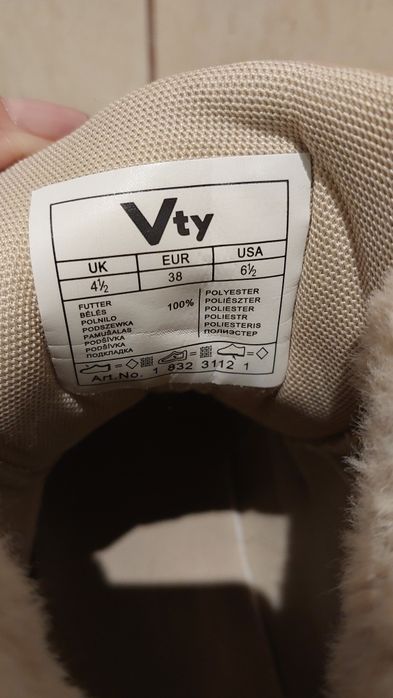 Vty
UK EUR USA
4½ 38 6½
FUTTER 100% POLYESTER
BÉLÉS POLIÉSZTER
POLNILO POLIESTER
PODSZEWKA POLIESTR
PAMUŠALAS POLIESTERIS
PODŠÍVKA ПОЛИЭСТЕР
PODŠÍVKA
ПОДКЛАДКА
= = =
Art.No. 1 832 3112 1